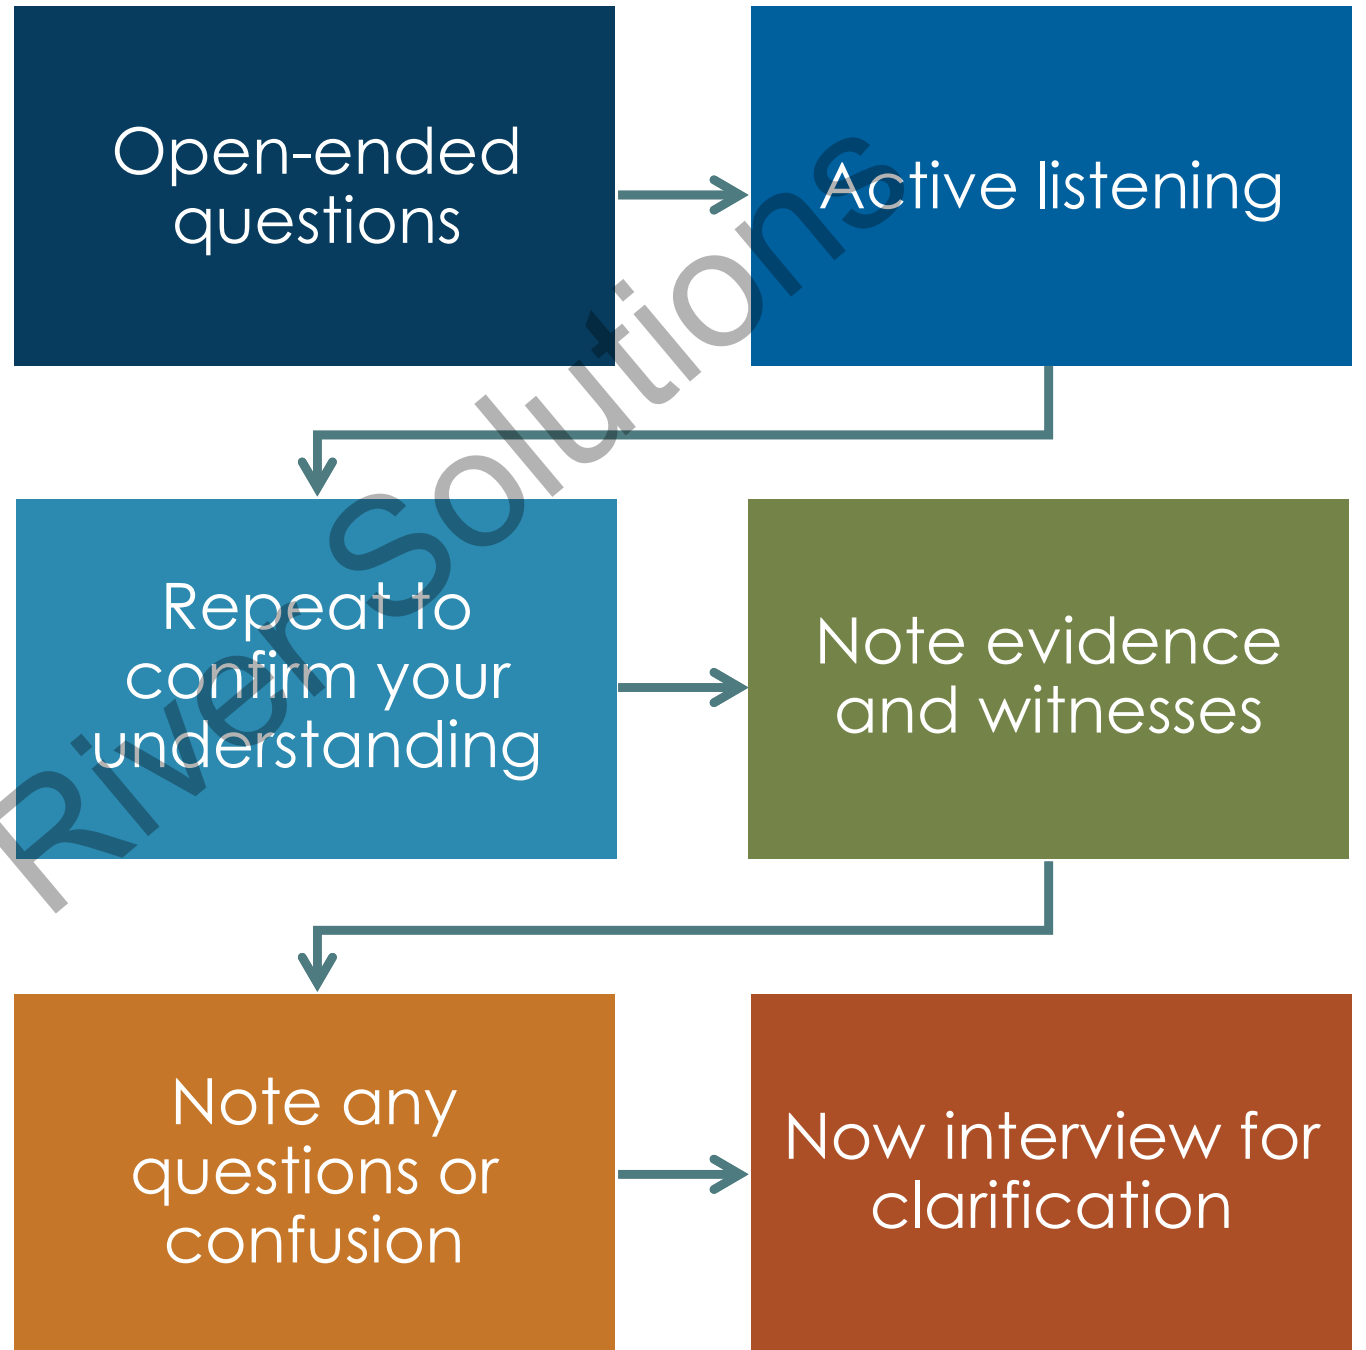 Open-ended
questions
Active listening
Repeat to
confirm your
understanding
Note evidence
and witnesses
Note any
questions or
confusion
Now interview for
clarification
River Solutions